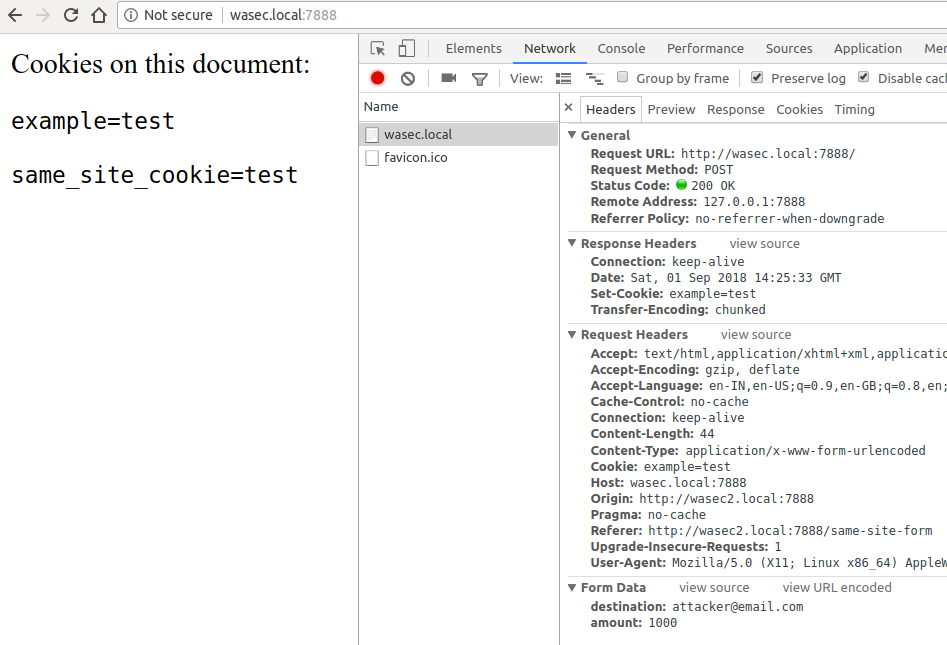 Not secure wasec.local:7888
Cookies on this document:
example=test
same_site_cookie=test
Elements Network Console Performance Sources Application
View: Group by frame Preserve log Disable
Name
wasec.local
favicon.ico
× Headers Preview Response Cookies Timing
General
Request URL: http://wasec.local:7888/
Request Method: POST
Status Code: 200 OK
Remote Address: 127.0.0.1:7888
Referrer Policy: no-referrer-when-downgrade
Response Headers view source
Connection: keep-alive
Date: Sat, 01 Sep 2018 14:25:33 GMT
Set-Cookie: example=test
Transfer-Encoding: chunked
Request Headers view source
Accept: text/html,application/xhtml+xml,applicatio
Accept-Encoding: gzip, deflate
Accept-Language: en-IN,en-US;q=0.9,en-GB;q=0.8,en;
Cache-Control: no-cache
Connection: keep-alive
Content-Length: 44
Content-Type: application/x-www-form-urlencoded
Cookie: example=test
Host: wasec.local:7888
Origin: http://wasec2.local:7888
Pragma: no-cache
Referer: http://wasec2.local:7888/same-site-form
Upgrade-Insecure-Requests: 1
User-Agent: Mozilla/5.0 (X11; Linux x86_64) AppleW
Form Data view source view URL encoded
destination: attacker@email.com
amount: 1000